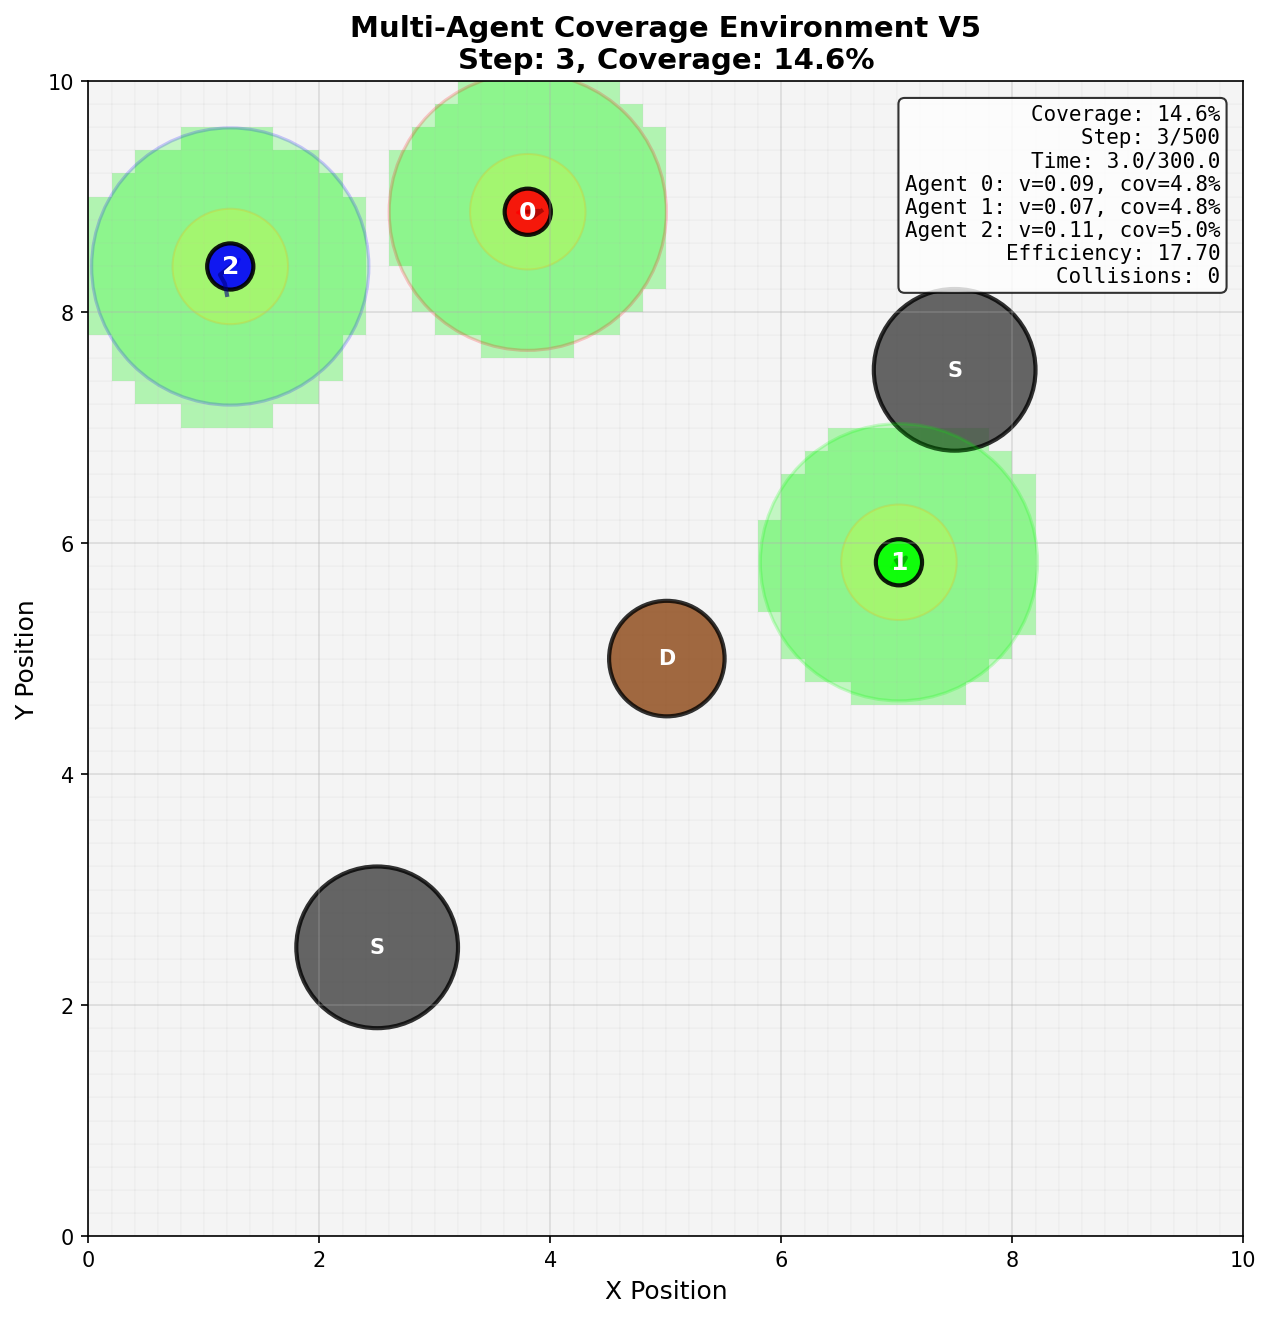 Multi-Agent Coverage Environment V5
Step: 3, Coverage: 14.6%
Coverage: 14.6%
Step: 3/500
Time: 3.0/300.0
Agent 0: v=0.09, cov=4.8%
Agent 1: v=0.07, cov=4.8%
Agent 2: v=0.11, cov=5.0%
Efficiency: 17.70
Collisions: 0
0
2
S
1
D
S
Y Position
10
8
6
4
2
0
0 2 4 6 8 10
X Position